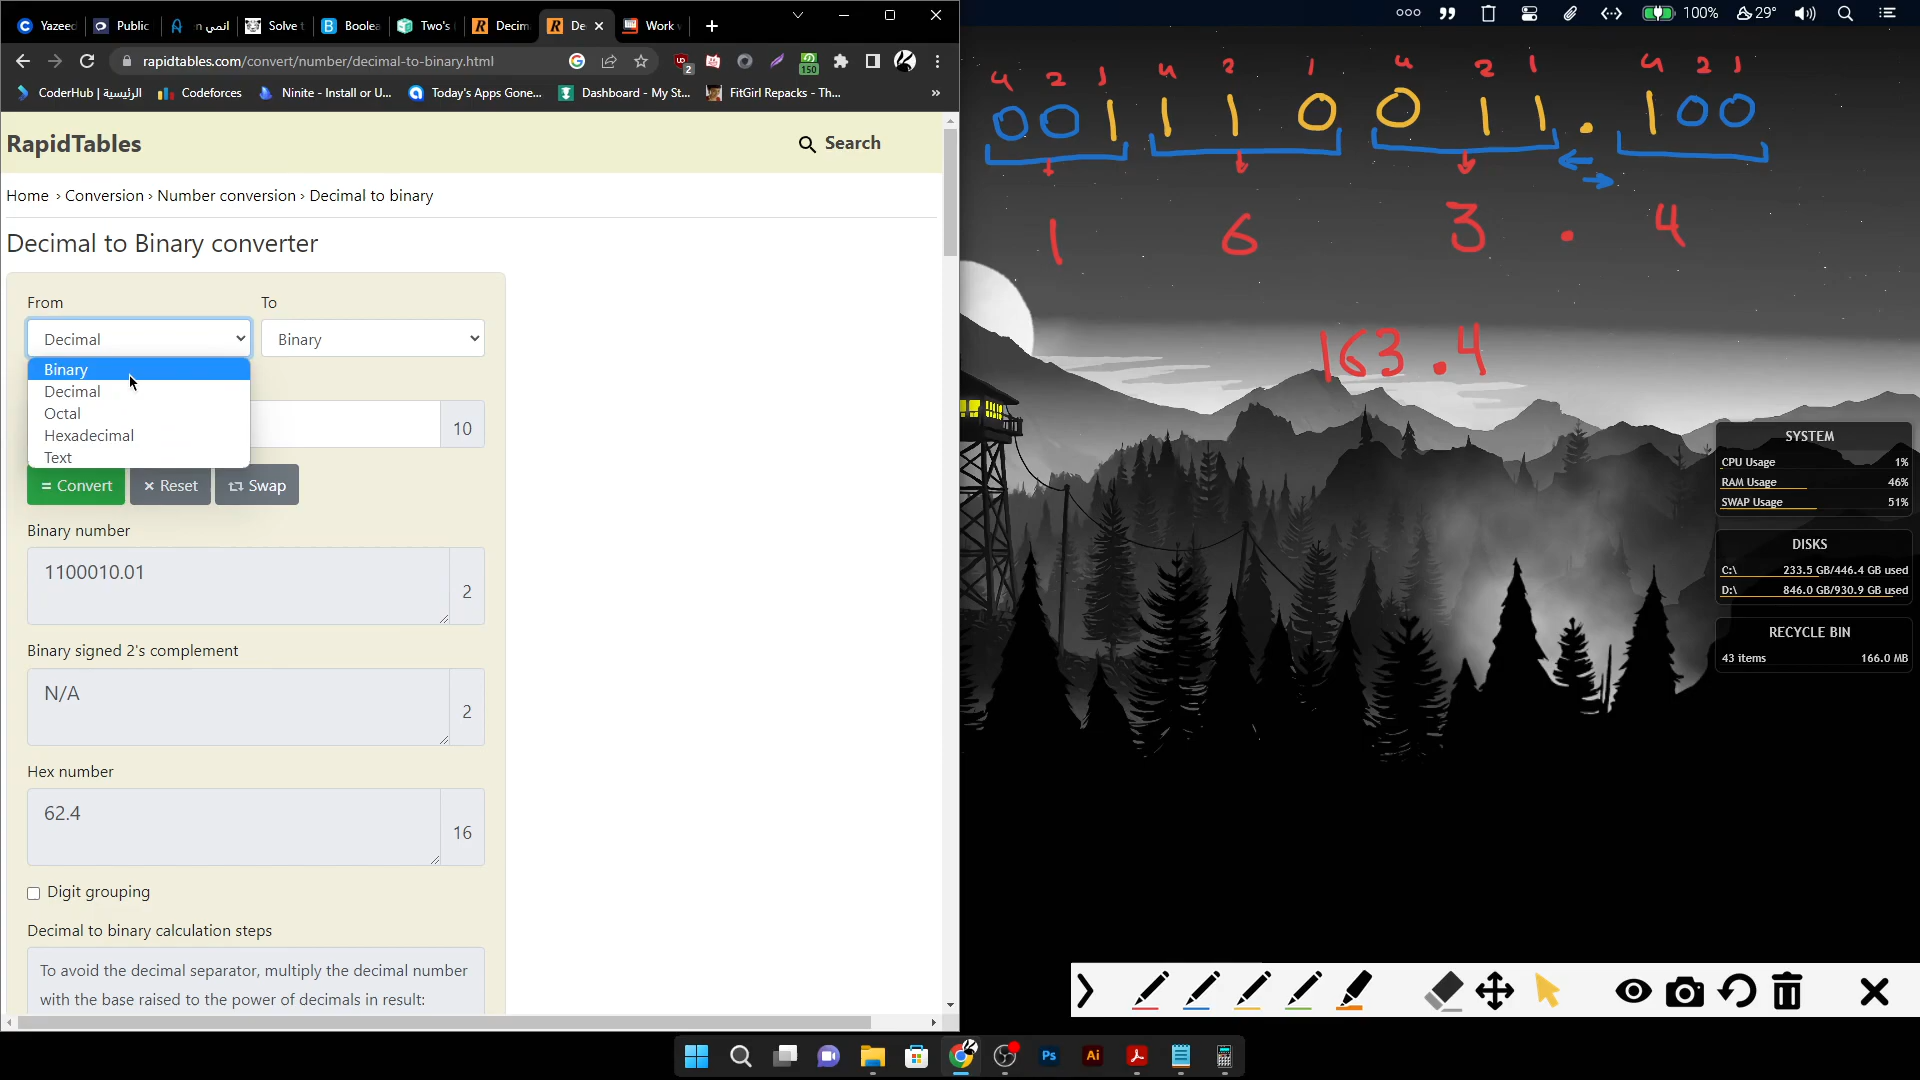 Yazeed
Public
انمي
Solve t
Boolea
Two's
Decim
De
Work
rapidtables.com/convert/number/decimal-to-binary.html
2
150
CoderHub | الرئيسية
Codeforces
Ninite - Install or U...
Today's Apps Gone...
Dashboard - My St...
FitGirl Repacks - Th...
»
RapidTables
Search
Home › Conversion › Number conversion › Decimal to binary
Decimal to Binary converter
From
To
Decimal
Binary
Binary
Decimal
Octal
Hexadecimal
Text
10
= Convert
× Reset
Swap
Binary number
1100010.01
2
Binary signed 2's complement
N/A
2
Hex number
62.4
16
Digit grouping
Decimal to binary calculation steps
To avoid the decimal separator, multiply the decimal number
with the base raised to the power of decimals in result:
100%
29°
4 2 1 4 2 1 4 2 1 4 2 1
0 0 1 1 1 0 0 1 1 . 1 0 0
1 6 3 . 4
163.4
SYSTEM
CPU Usage 1%
RAM Usage 46%
SWAP Usage 51%
DISKS
C:\ 233.5 GB/446.4 GB used
D:\ 846.0 GB/930.9 GB used
RECYCLE BIN
43 items 166.0 MB
Ps
Ai